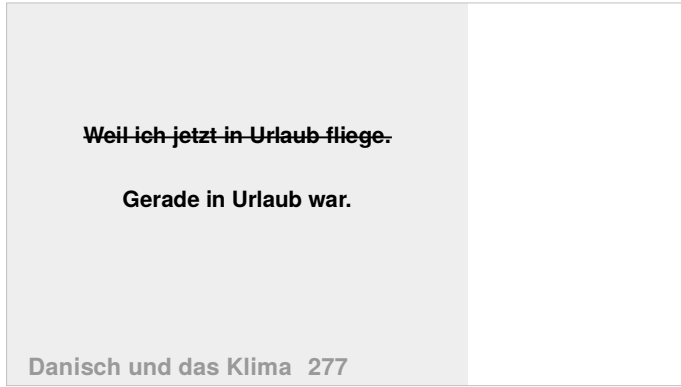 Weil ich jetzt in Urlaub fliege.
Gerade in Urlaub war.
Danisch und das Klima 277